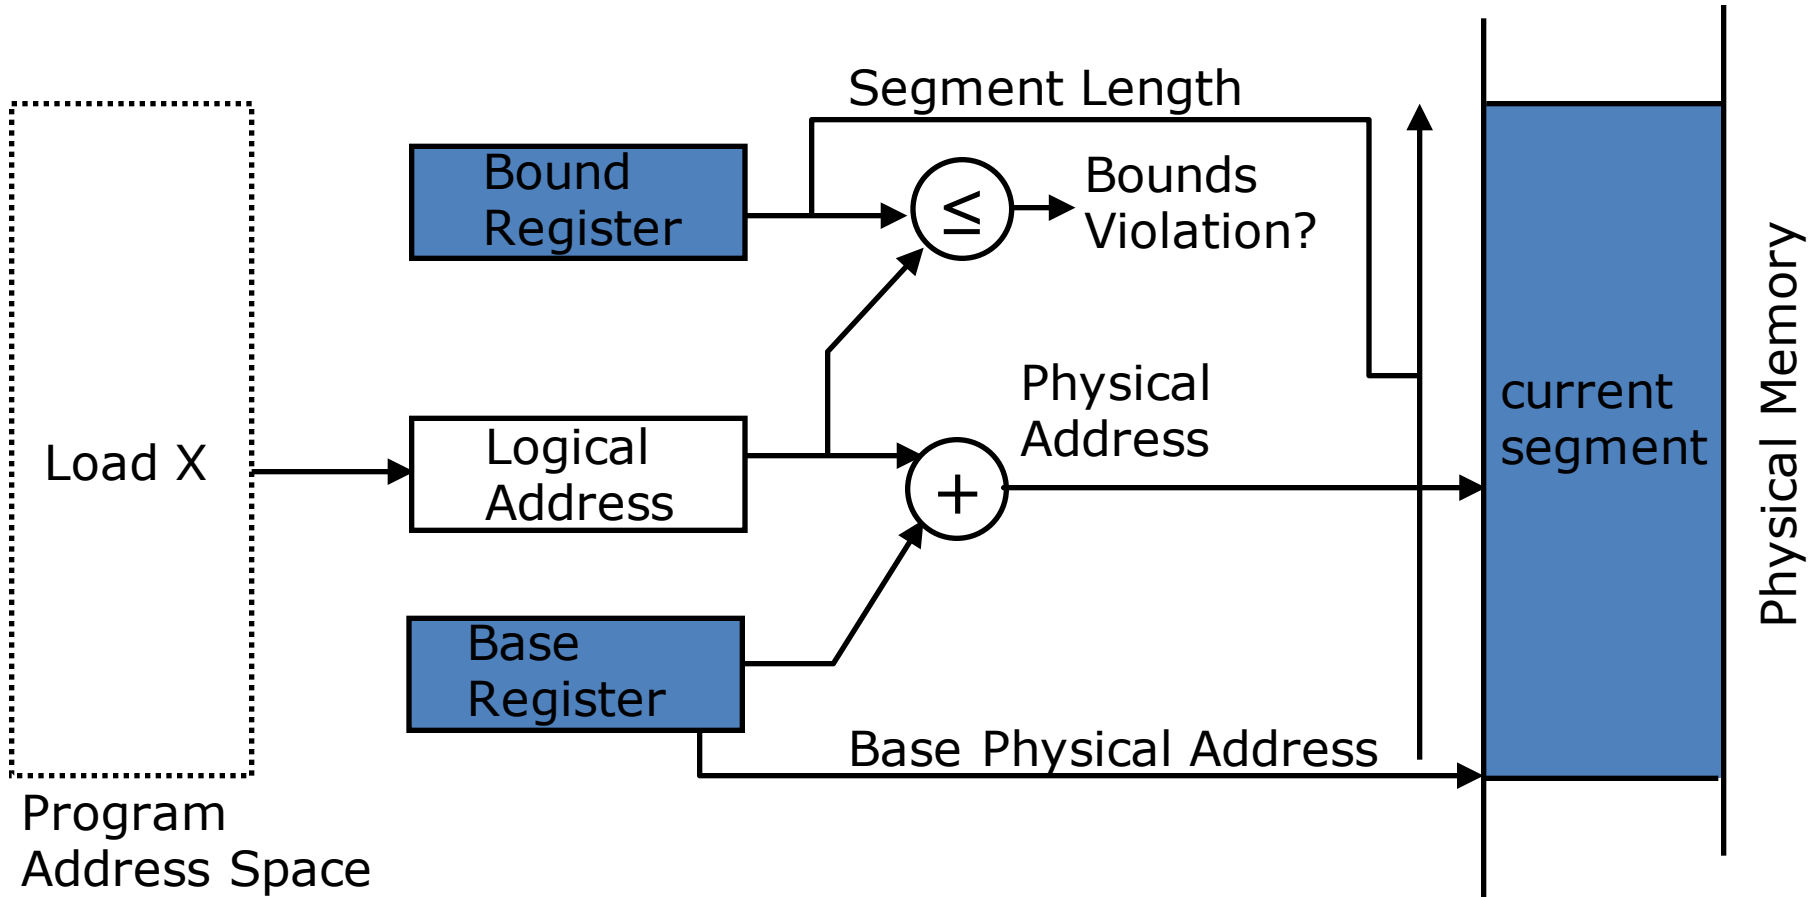 Segment Length
Bound
Register
≤
Bounds
Violation?
Load X
Logical
Address
Physical
Address
+
current
segment
Physical Memory
Base
Register
Base Physical Address
Program
Address Space